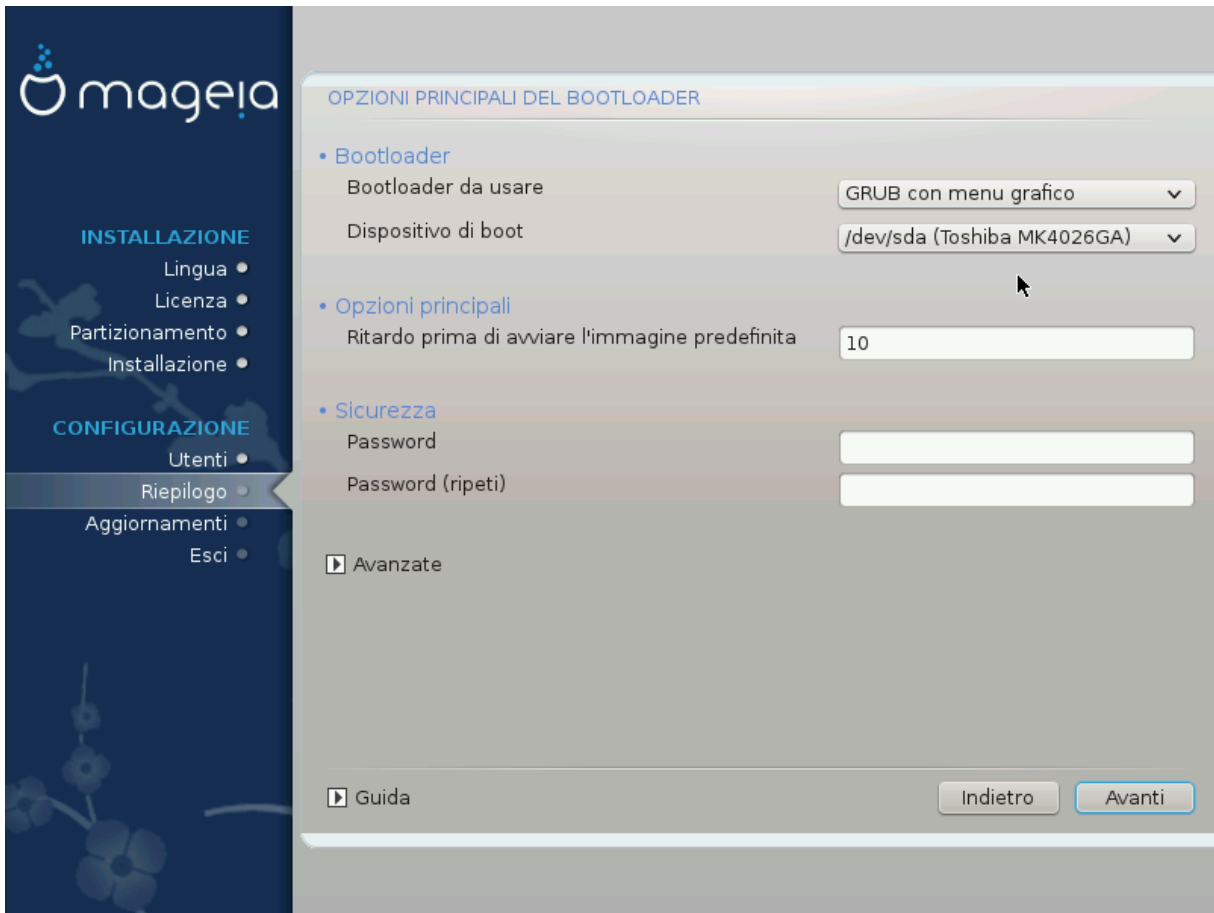 mageia
INSTALLAZIONE
Lingua
Licenza
Partizionamento
Installazione
CONFIGURAZIONE
Utenti
Riepilogo
Aggiornamenti
Esci
OPZIONI PRINCIPALI DEL BOOTLOADER
• Bootloader
Bootloader da usare
GRUB con menu grafico
Dispositivo di boot
/dev/sda (Toshiba MK4026GA)
• Opzioni principali
Ritardo prima di avviare l'immagine predefinita
10
• Sicurezza
Password
Password (ripeti)
Avanzate
Guida
Indietro
Avanti